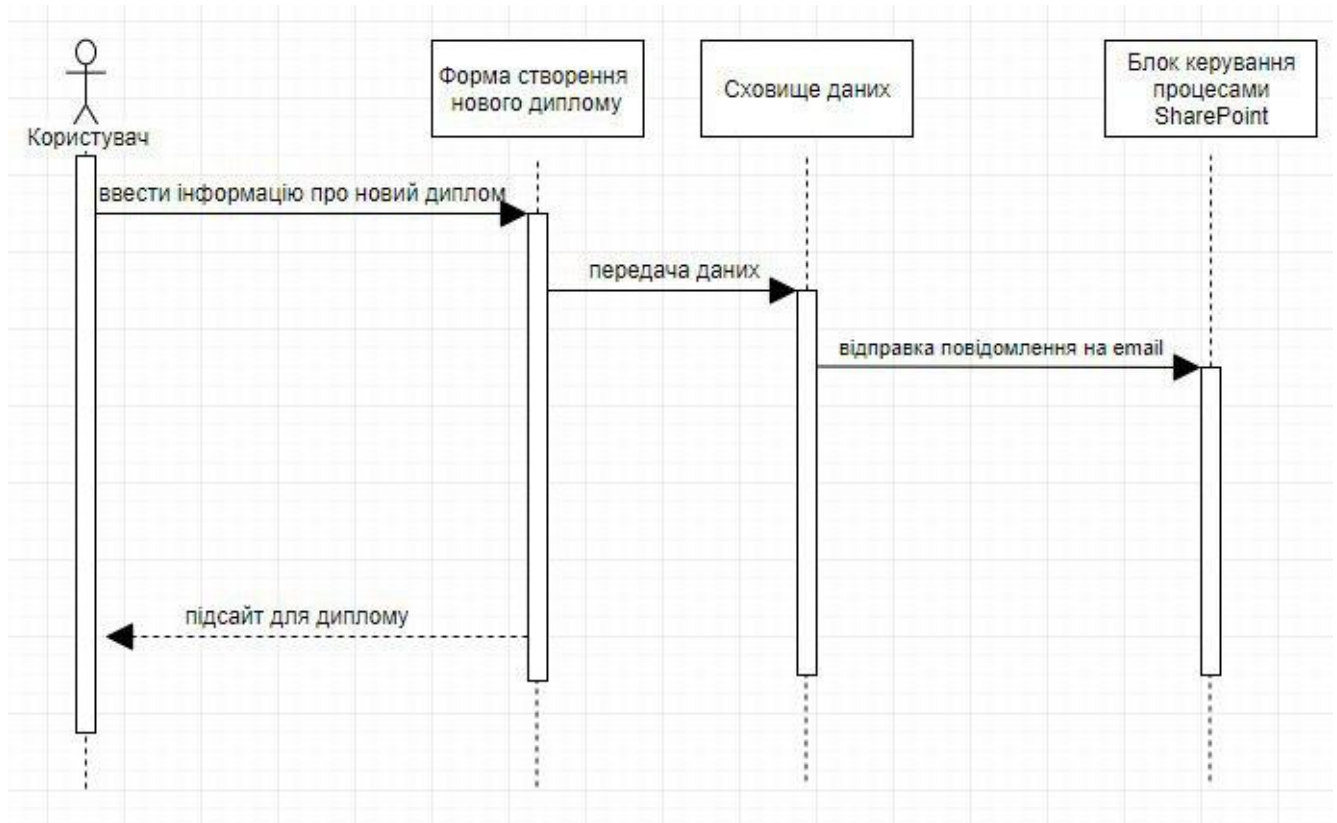 Форма створення
нового диплому
Сховище даних
Блок керування
процесами
SharePoint
Користувач
ввести інформацію про новий диплом
передача даних
відправка повідомлення на email
підсайт для диплому